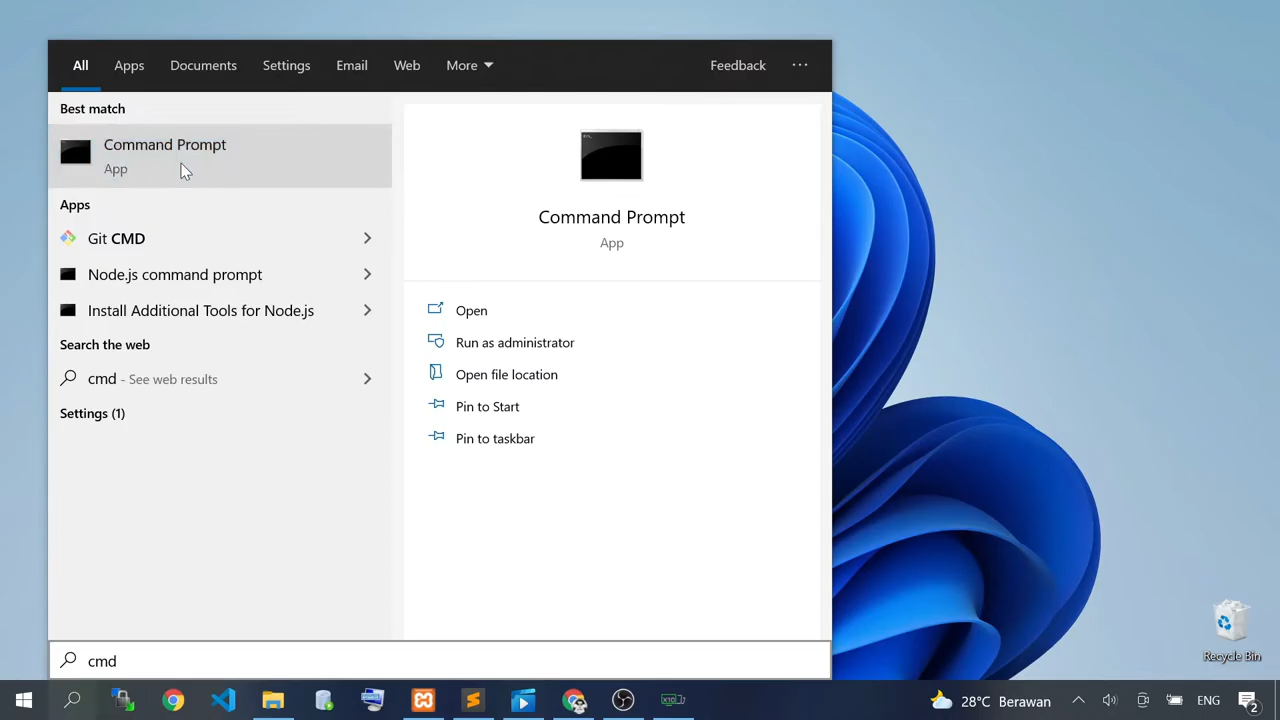 All Apps Documents Settings Email Web More Feedback ...
Best match
Command Prompt
App
Apps
Git CMD
Node.js command prompt
Install Additional Tools for Node.js
Search the web
cmd - See web results
Settings (1)
Command Prompt
App
Open
Run as administrator
Open file location
Pin to Start
Pin to taskbar
cmd
Recycle Bin
X10
28°C Berawan ENG 2